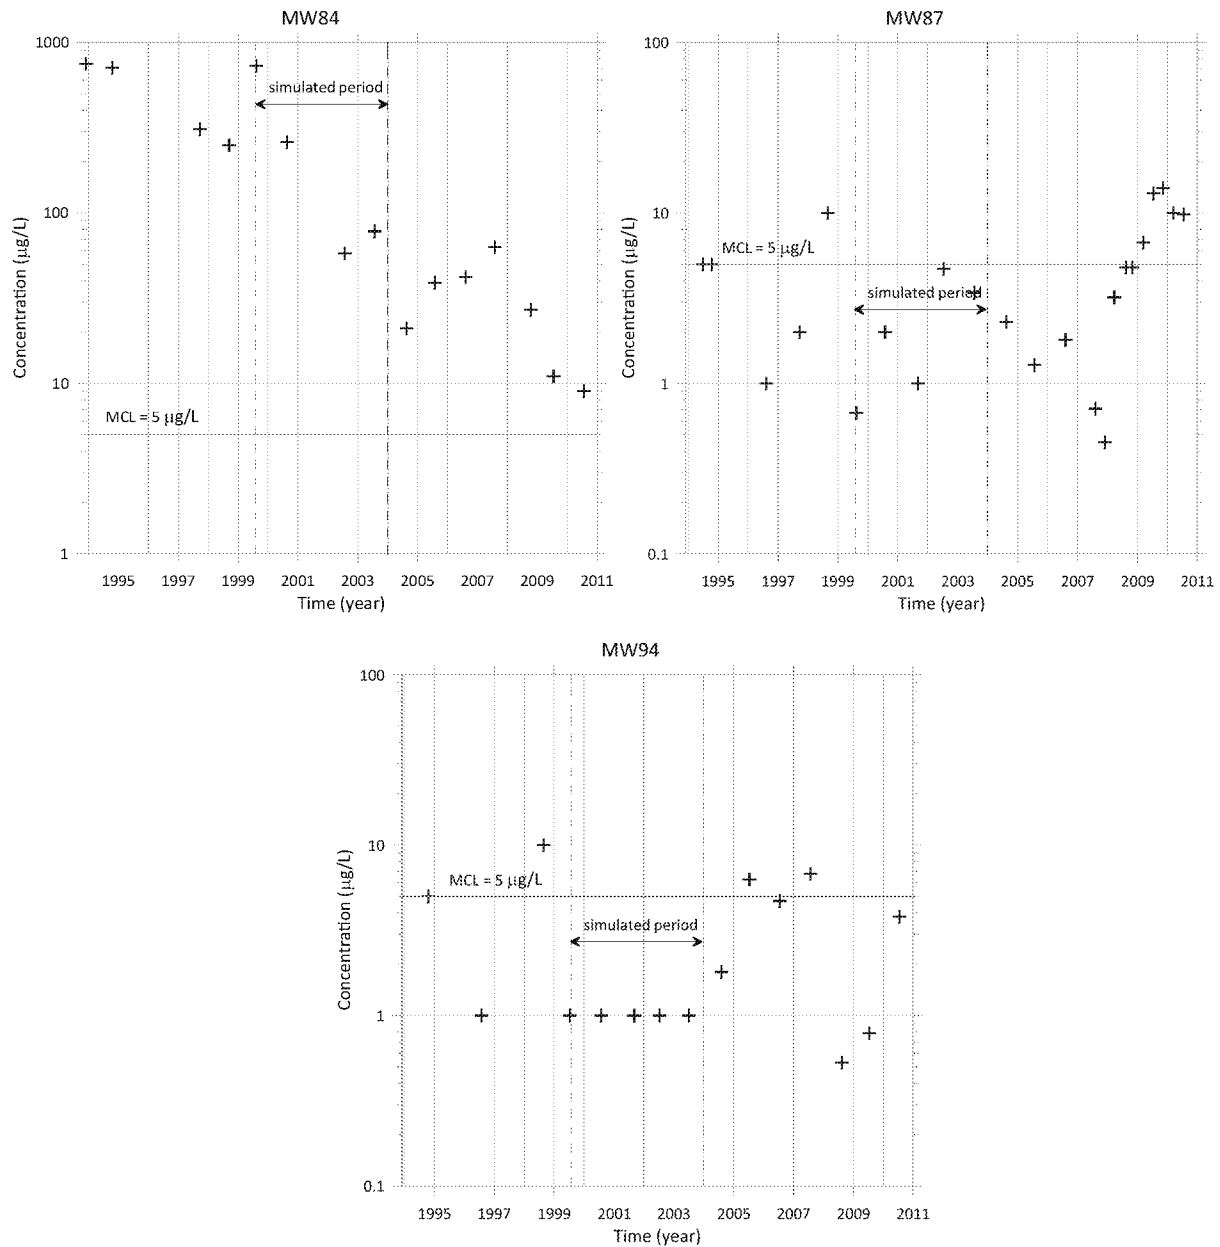 MW84
1000
100
10
1
Concentration (µg/L)
simulated period
MCL = 5 µg/L
1995 1997 1999 2001 2003 2005 2007 2009 2011
Time (year)
MW87
100
10
1
0.1
Concentration (µg/L)
MCL = 5 µg/L
simulated period
1995 1997 1999 2001 2003 2005 2007 2009 2011
Time (year)
MW94
100
10
1
0.1
Concentration (µg/L)
MCL = 5 µg/L
simulated period
1995 1997 1999 2001 2003 2005 2007 2009 2011
Time (year)